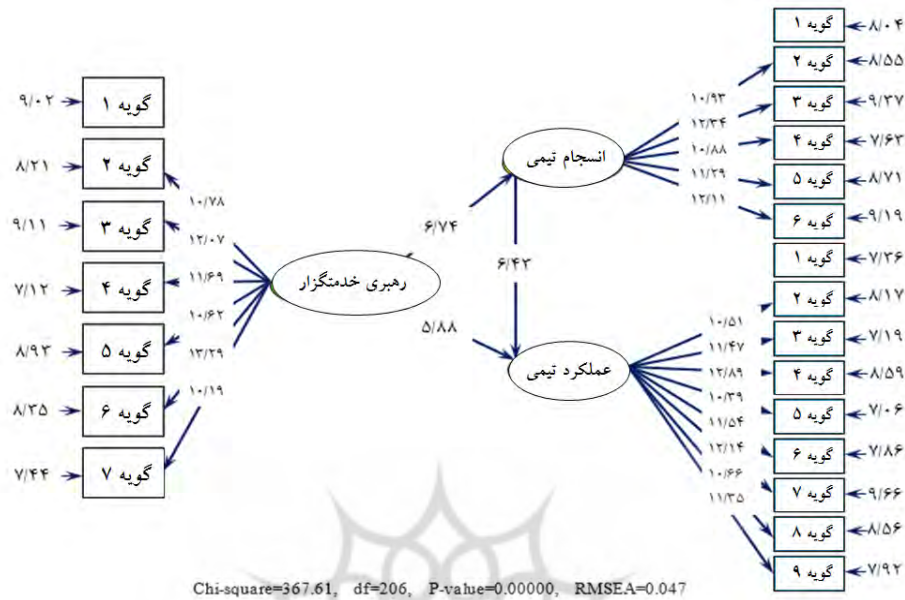 گویه ۱ ۸/۰۴
گویه ۲ ۸/۵۵
گویه ۳ ۹/۳۷
گویه ۴ ۷/۶۳
گویه ۵ ۸/۷۱
گویه ۶ ۹/۱۹
۱۰/۹۳
۱۲/۳۴
۱۰/۸۸
۱۱/۲۹
۱۲/۱۱
انسجام تیمی
گویه ۱ ۷/۳۶
گویه ۲ ۸/۱۷
گویه ۳ ۷/۱۹
گویه ۴ ۸/۵۹
گویه ۵ ۷/۰۶
گویه ۶ ۷/۸۶
گویه ۷ ۹/۶۶
گویه ۸ ۸/۵۶
گویه ۹ ۷/۹۲
۱۰/۵۱
۱۱/۴۷
۱۲/۸۹
۱۰/۳۹
۱۱/۵۴
۱۲/۱۴
۱۰/۶۶
۱۱/۳۵
عملکرد تیمی
۶/۷۴
۶/۴۳
۵/۸۸
رهبری خدمتگزار
۱۰/۷۸
۱۲/۰۷
۱۱/۶۹
۱۰/۶۲
۱۳/۲۹
۱۰/۱۹
گویه ۱ ۹/۰۲
گویه ۲ ۸/۲۱
گویه ۳ ۹/۱۱
گویه ۴ ۷/۱۲
گویه ۵ ۸/۹۳
گویه ۶ ۸/۳۵
گویه ۷ ۷/۴۴
Chi-square=367.61, df=206, P-value=0.00000, RMSEA=0.047